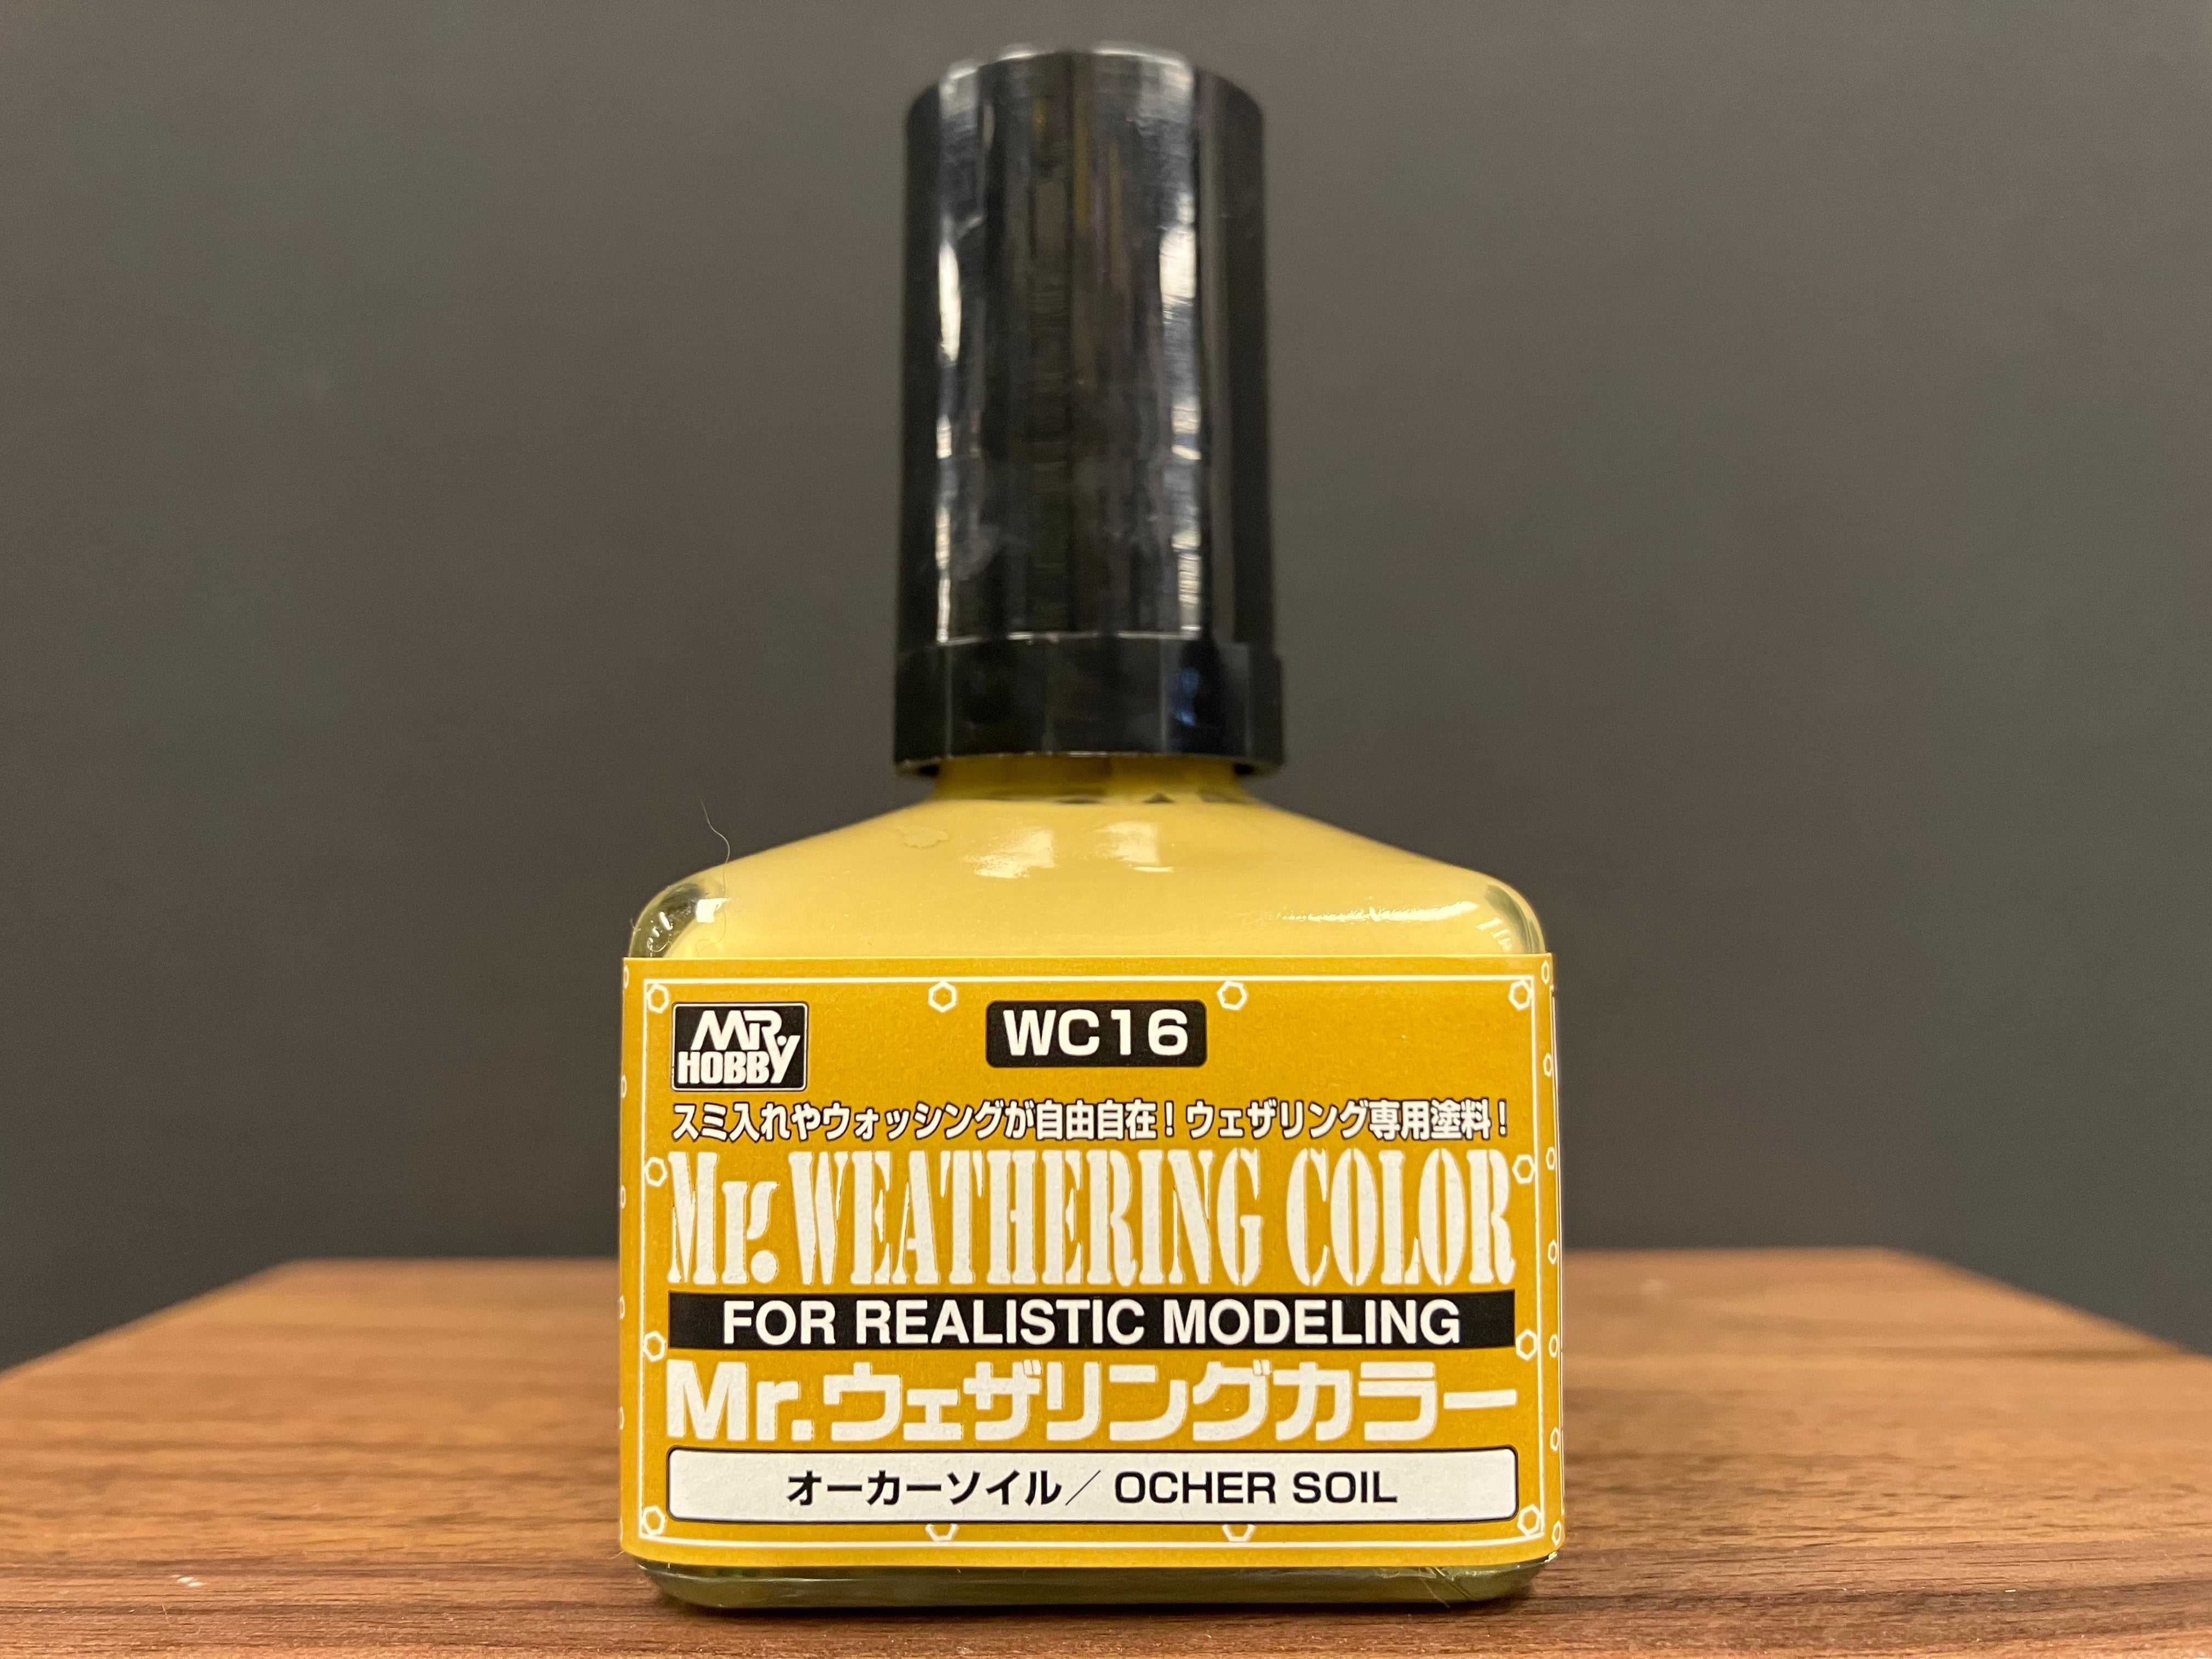 MR.
HOBBY
WC16
スミ入れやウォッシングが自由自在！ウェザリング専用塗料！
Mr. WEATHERING COLOR
FOR REALISTIC MODELING
Mr.ウェザリングカラー
オーカーソイル／OCHER SOIL